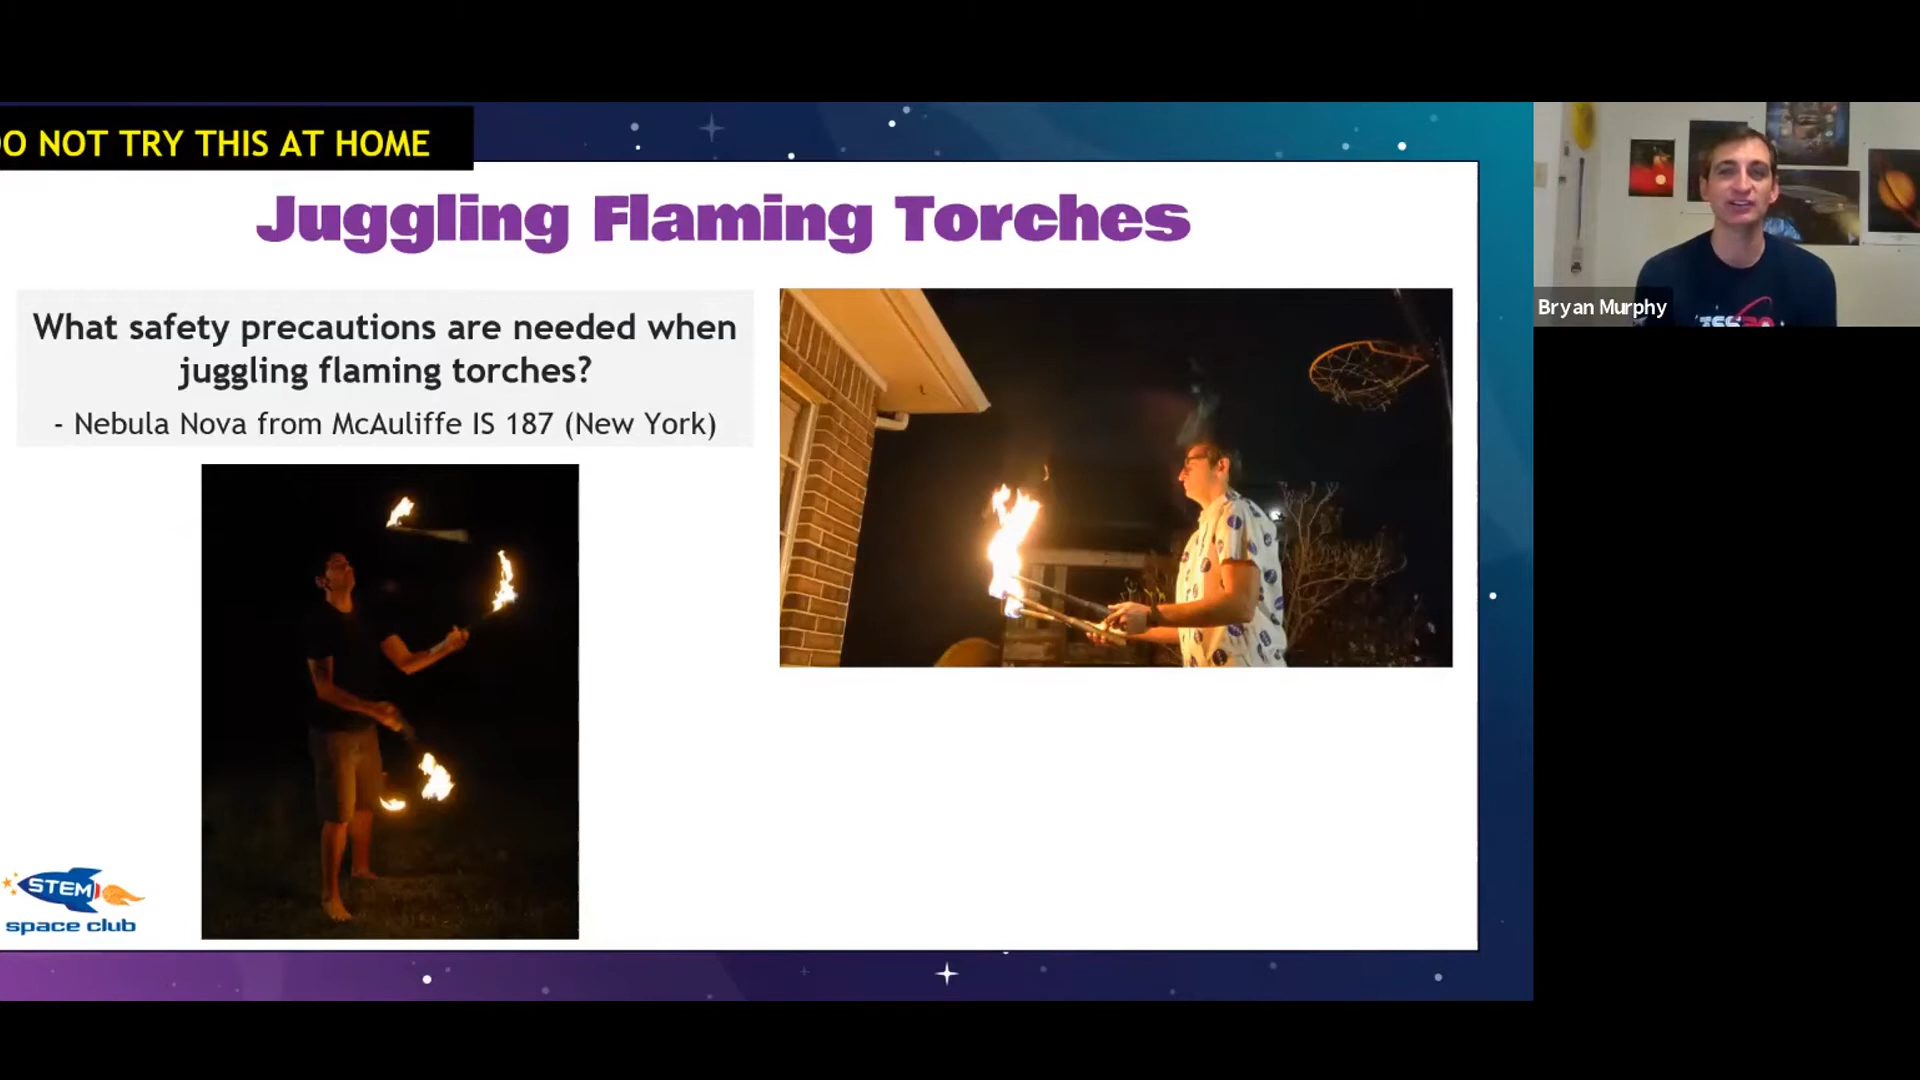 O NOT TRY THIS AT HOME
Juggling Flaming Torches
What safety precautions are needed when
juggling flaming torches?
- Nebula Nova from McAuliffe IS 187 (New York)
STEM
space club
Bryan Murphy